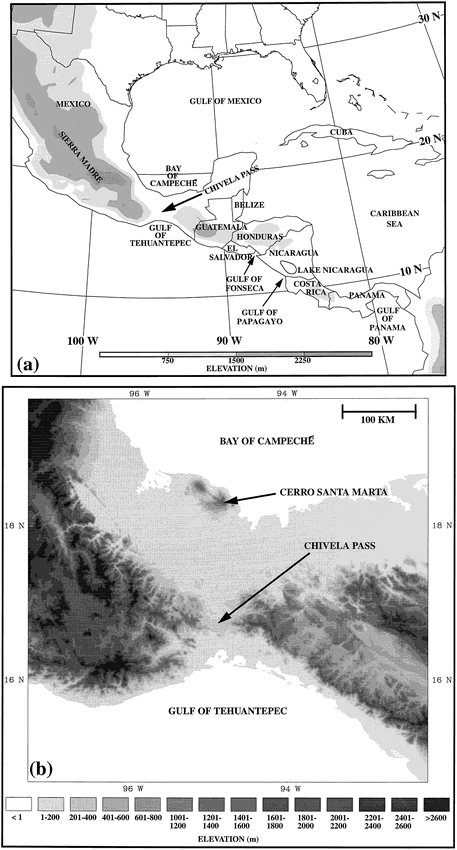 30 N
MEXICO
GULF OF MEXICO
SIERRA MADRE
CUBA
20 N
BAY
OF
CAMPECHÉ
CHIVELA PASS
BELIZE
CARIBBEAN
SEA
GULF
OF
TEHUANTEPEC
GUATEMALA
HONDURAS
EL
SALVADOR
NICARAGUA
LAKE NICARAGUA
10 N
GULF OF
FONSECA
COSTA
RICA
PANAMA
GULF OF
PAPAGAYO
GULF
OF
PANAMA
100 W
90 W
80 W
(a)
750
1500
2250
ELEVATION (m)
96 W
94 W
100 KM
BAY OF CAMPECHÉ
CERRO SANTA MARTA
18 N
18 N
CHIVELA PASS
16 N
16 N
GULF OF TEHUANTEPEC
(b)
96 W
94 W
< 1
1-200
201-400
401-600
601-800
1001-
1200
1201-
1400
1401-
1600
1601-
1800
1801-
2000
2001-
2200
2201-
2400
2401-
2600
>2600
ELEVATION (m)